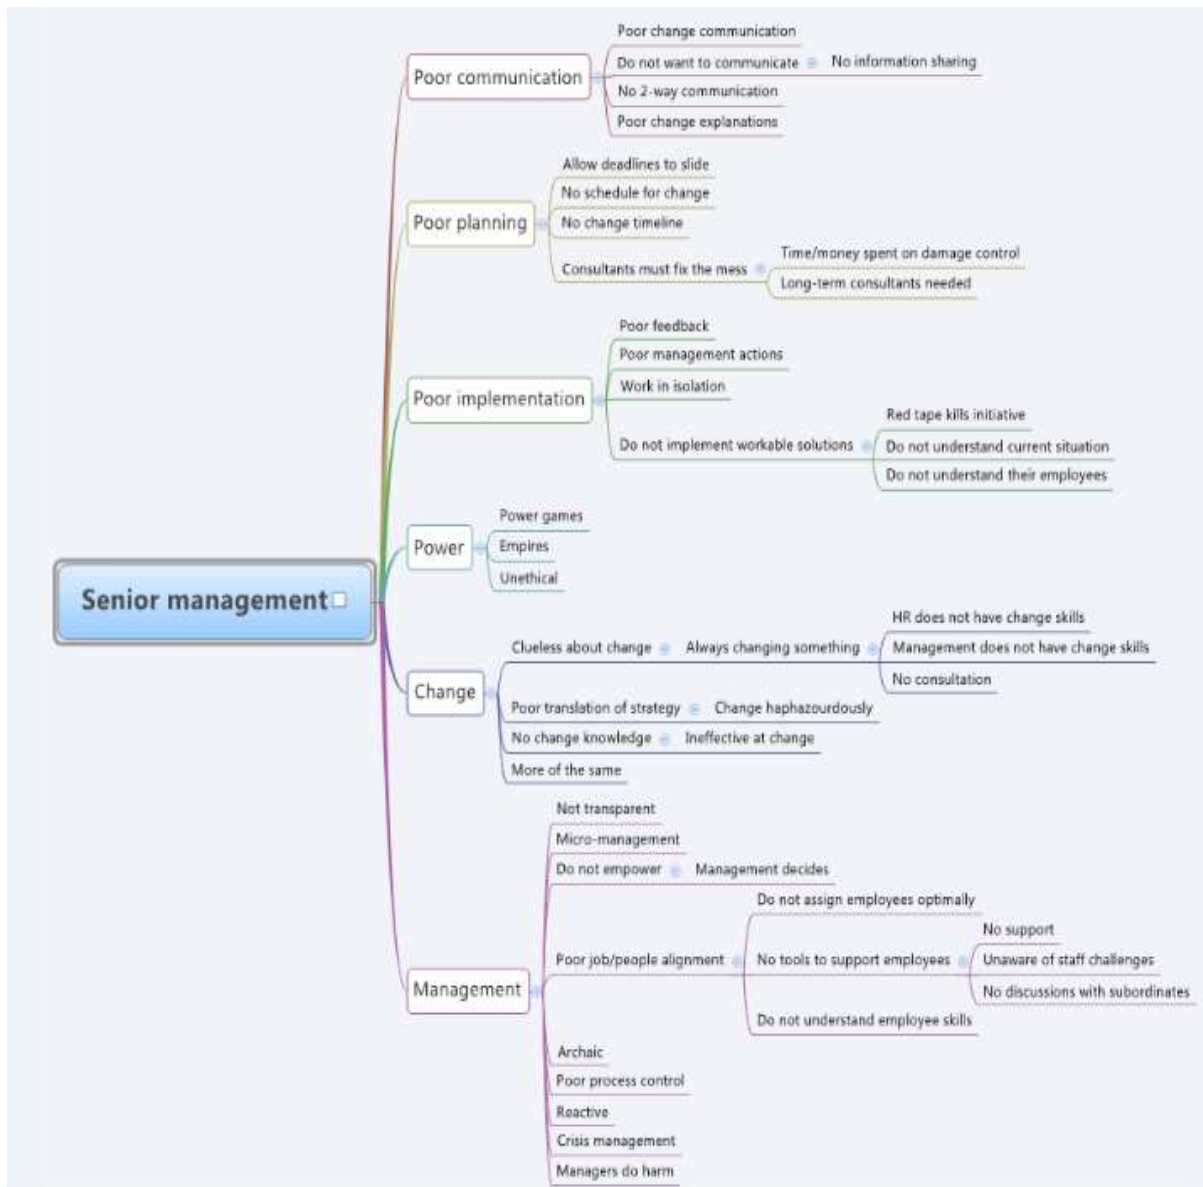 Senior management
Poor communication
Poor change communication
Do not want to communicate
No information sharing
No 2-way communication
Poor change explanations
Poor planning
Allow deadlines to slide
No schedule for change
No change timeline
Consultants must fix the mess
Time/money spent on damage control
Long-term consultants needed
Poor implementation
Poor feedback
Poor management actions
Work in isolation
Do not implement workable solutions
Red tape kills initiative
Do not understand current situation
Do not understand their employees
Power
Power games
Empires
Unethical
Change
Clueless about change
Always changing something
HR does not have change skills
Management does not have change skills
No consultation
Poor translation of strategy
Change haphazourdously
No change knowledge
Ineffective at change
More of the same
Management
Not transparent
Micro-management
Do not empower
Management decides
Poor job/people alignment
Do not assign employees optimally
No tools to support employees
No support
Unaware of staff challenges
No discussions with subordinates
Do not understand employee skills
Archaic
Poor process control
Reactive
Crisis management
Managers do harm